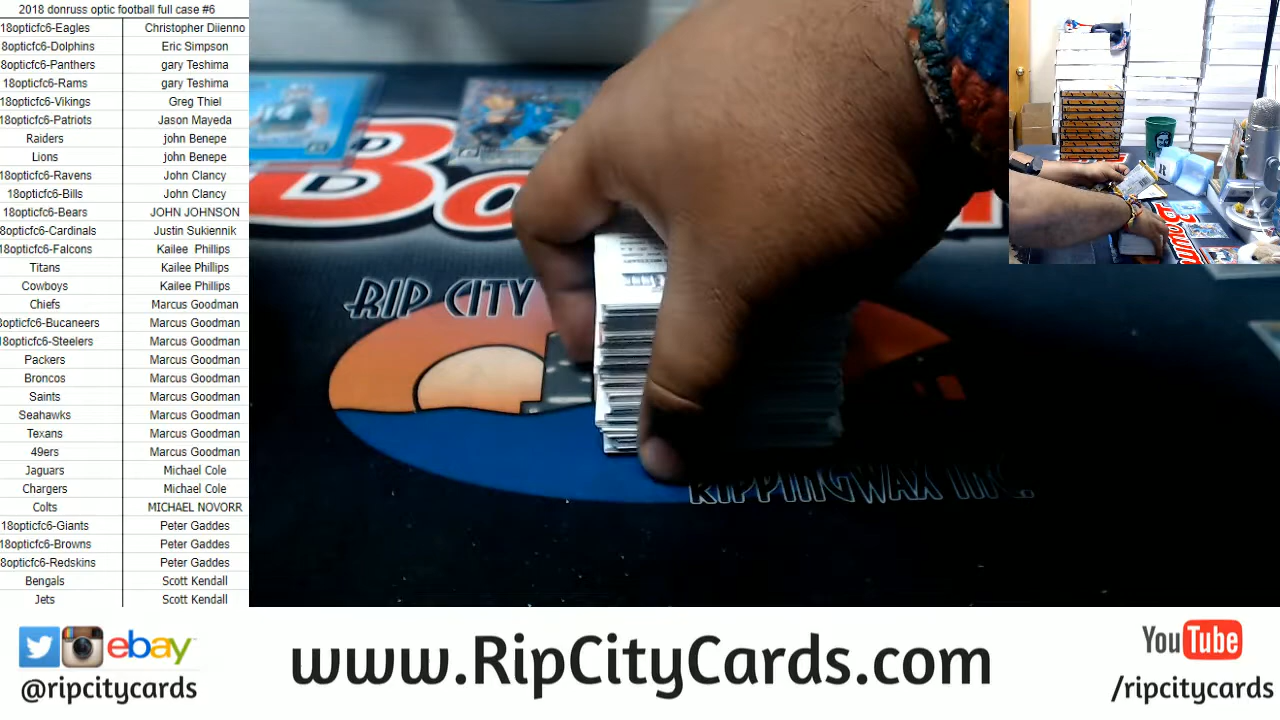 2018 donruss optic football full case #6
18opticfc6-Eagles Christopher Diienno
8opticfc6-Dolphins Eric Simpson
8opticfc6-Panthers gary Teshima
18opticfc6-Rams gary Teshima
18opticfc6-Vikings Greg Thiel
18opticfc6-Patriots Jason Mayeda
Raiders john Benepe
Lions john Benepe
18opticfc6-Ravens John Clancy
18opticfc6-Bills John Clancy
18opticfc6-Bears JOHN JOHNSON
8opticfc6-Cardinals Justin Sukiennik
18opticfc6-Falcons Kailee Phillips
Titans Kailee Phillips
Cowboys Kailee Phillips
Chiefs Marcus Goodman
8opticfc6-Bucaneers Marcus Goodman
18opticfc6-Steelers Marcus Goodman
Packers Marcus Goodman
Broncos Marcus Goodman
Saints Marcus Goodman
Seahawks Marcus Goodman
Texans Marcus Goodman
49ers Marcus Goodman
Jaguars Michael Cole
Chargers Michael Cole
Colts MICHAEL NOVORR
18opticfc6-Giants Peter Gaddes
18opticfc6-Browns Peter Gaddes
8opticfc6-Redskins Peter Gaddes
Bengals Scott Kendall
Jets Scott Kendall
RIP CITY
RIPPINGWAX INC.
ebay
@ripcitycards
www.RipCityCards.com
YouTube
/ripcitycards